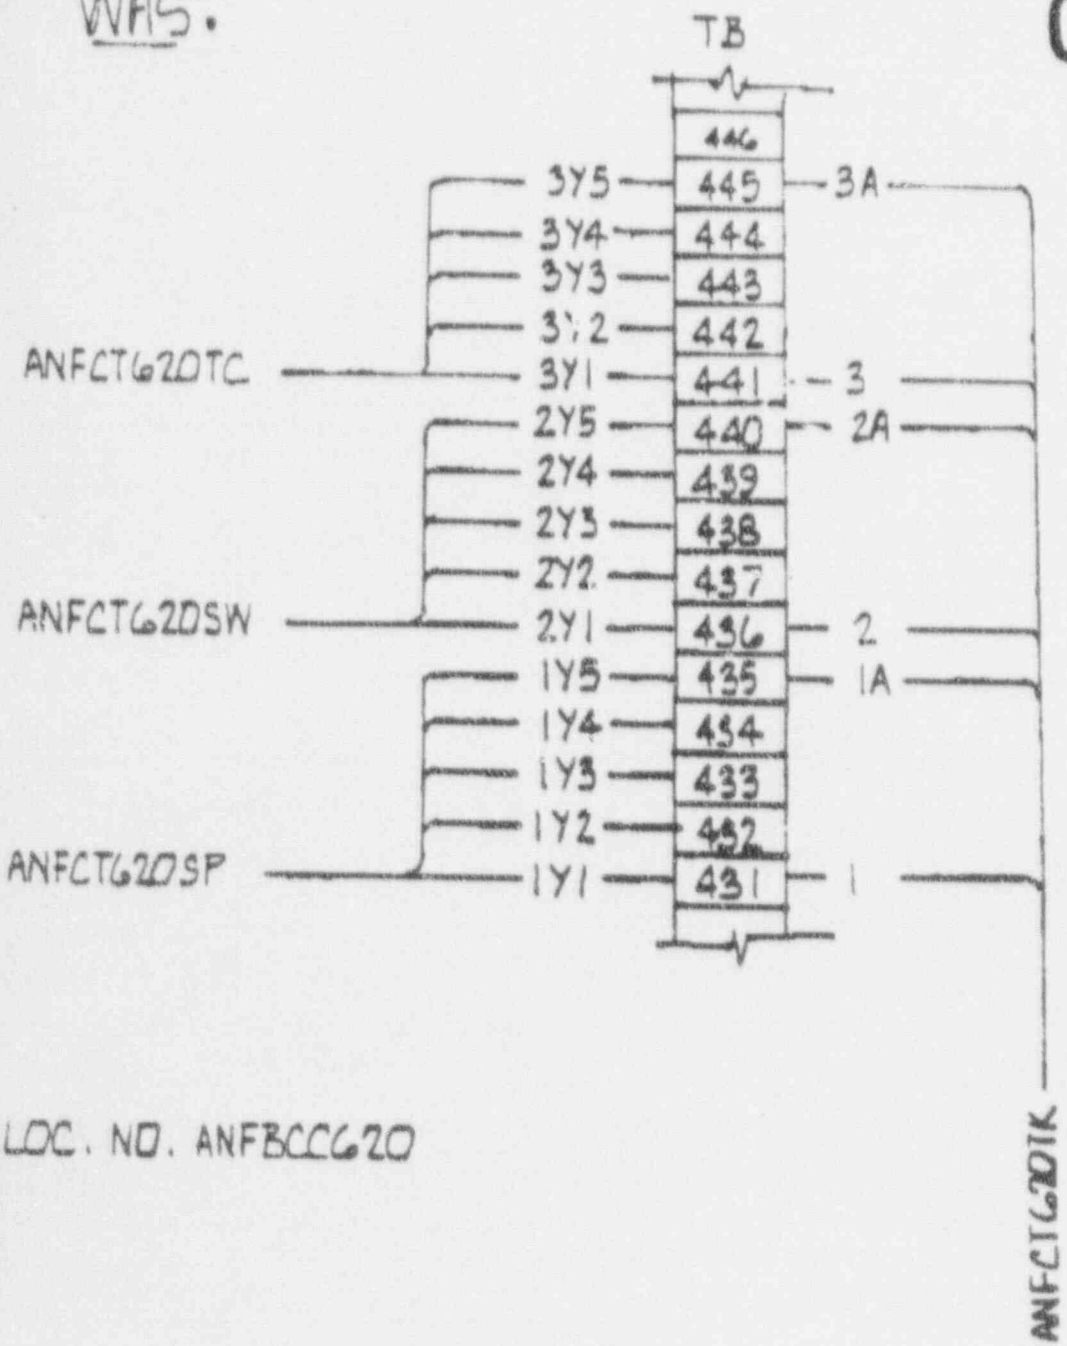 WAS.
TB
446
3Y5 445 3A
3Y4 444
3Y3 443
442
ANFCT620TC 3Y1 441 3
2Y5 440 2A
2Y4 439
2Y3 438
2Y2 437
ANFCT620SW 2Y1 436 2
1Y5 435 1A
1Y4 434
1Y3 433
1Y2 432
ANFCT620SP 1Y1 431 1
LOC. NO. ANFBCC620
ANFCT620TK